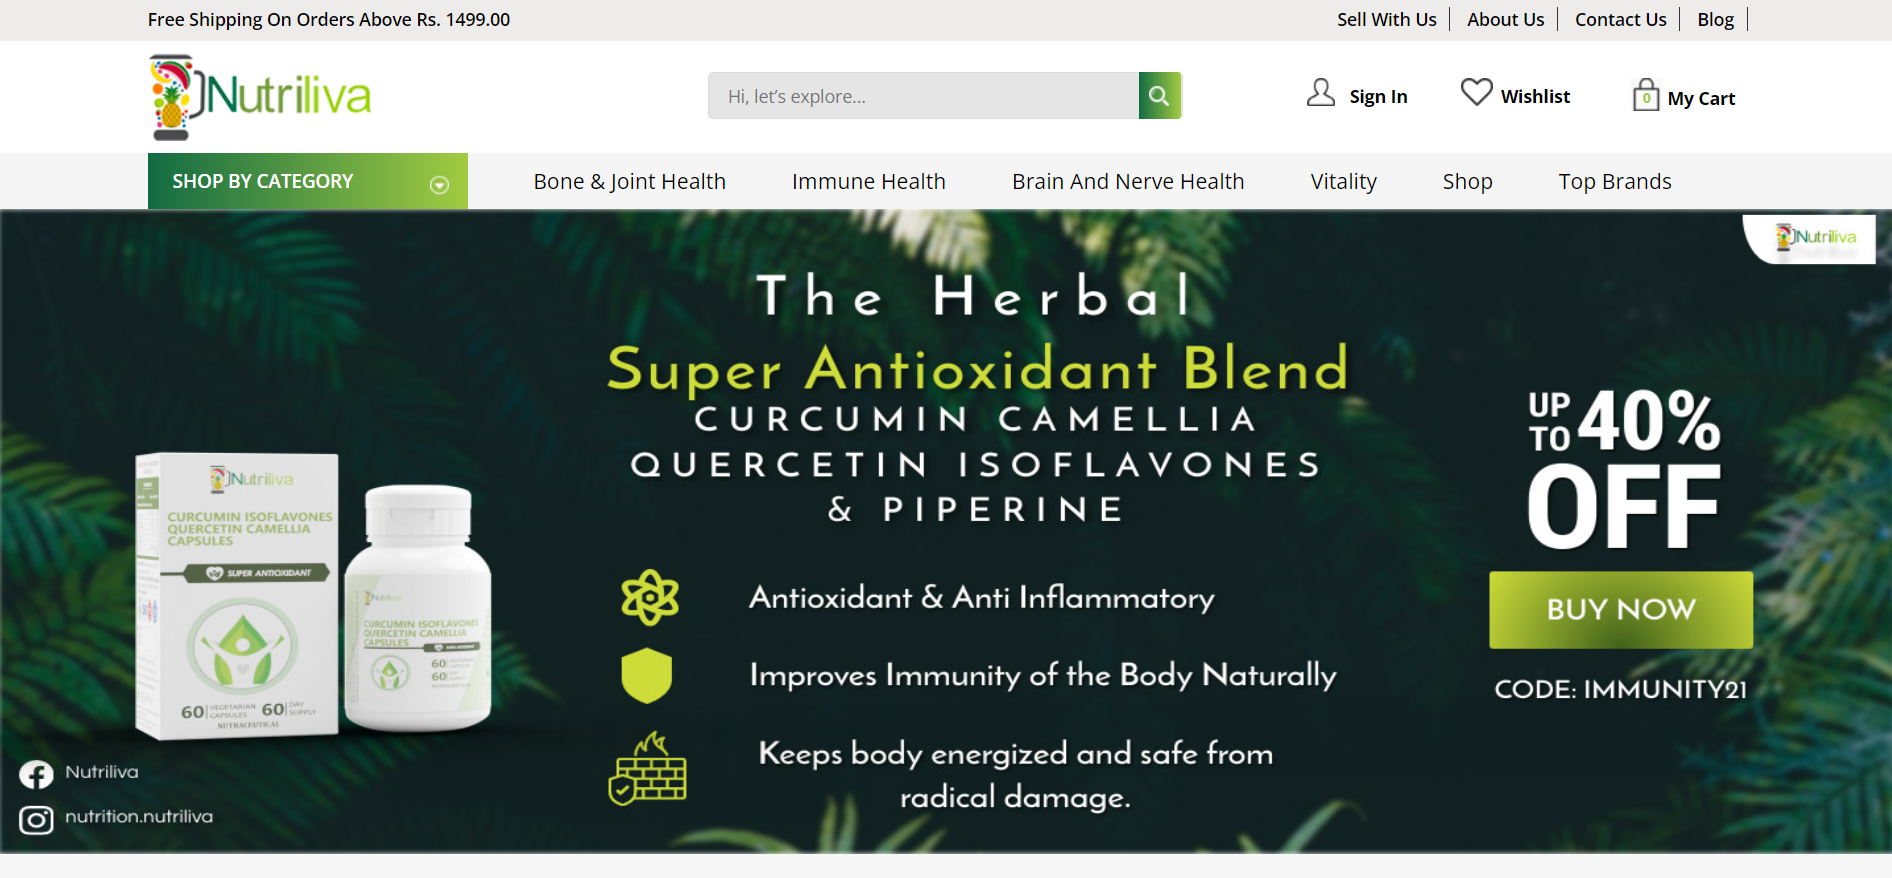 Free Shipping On Orders Above Rs. 1499.00
Sell With Us
About Us
Contact Us
Blog
Nutriliva
Hi, let's explore...
Sign In
Wishlist
0
My Cart
SHOP BY CATEGORY
Bone & Joint Health
Immune Health
Brain And Nerve Health
Vitality
Shop
Top Brands
Nutriliva
The Herbal
Super Antioxidant Blend
CURCUMIN CAMELLIA
QUERCETIN ISOFLAVONES
& PIPERINE
Antioxidant & Anti Inflammatory
Improves Immunity of the Body Naturally
Keeps body energized and safe from
radical damage.
UP TO 40%
OFF
BUY NOW
CODE: IMMUNITY21
Nutriliva
CURCUMIN ISOFLAVONES
QUERCETIN CAMELLIA
CAPSULES
SUPER ANTIOXIDANT
60 VEGETARIAN CAPSULES
60 DAY SUPPLY
NUTRACEUTICAL
Nutriliva
CURCUMIN ISOFLAVONES
QUERCETIN CAMELLIA
CAPSULES
60
60
Nutriliva
nutrition.nutriliva